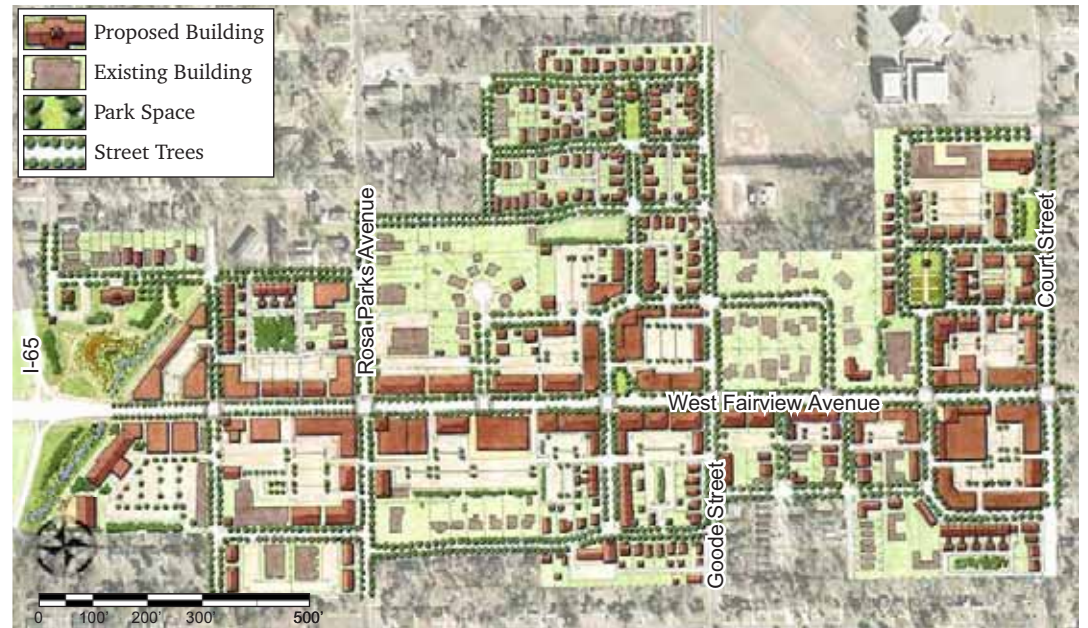 Proposed Building
Existing Building
Park Space
Street Trees
I-65
Rosa Parks Avenue
Court Street
West Fairview Avenue
Goode Street
0 100' 200' 300' 500'